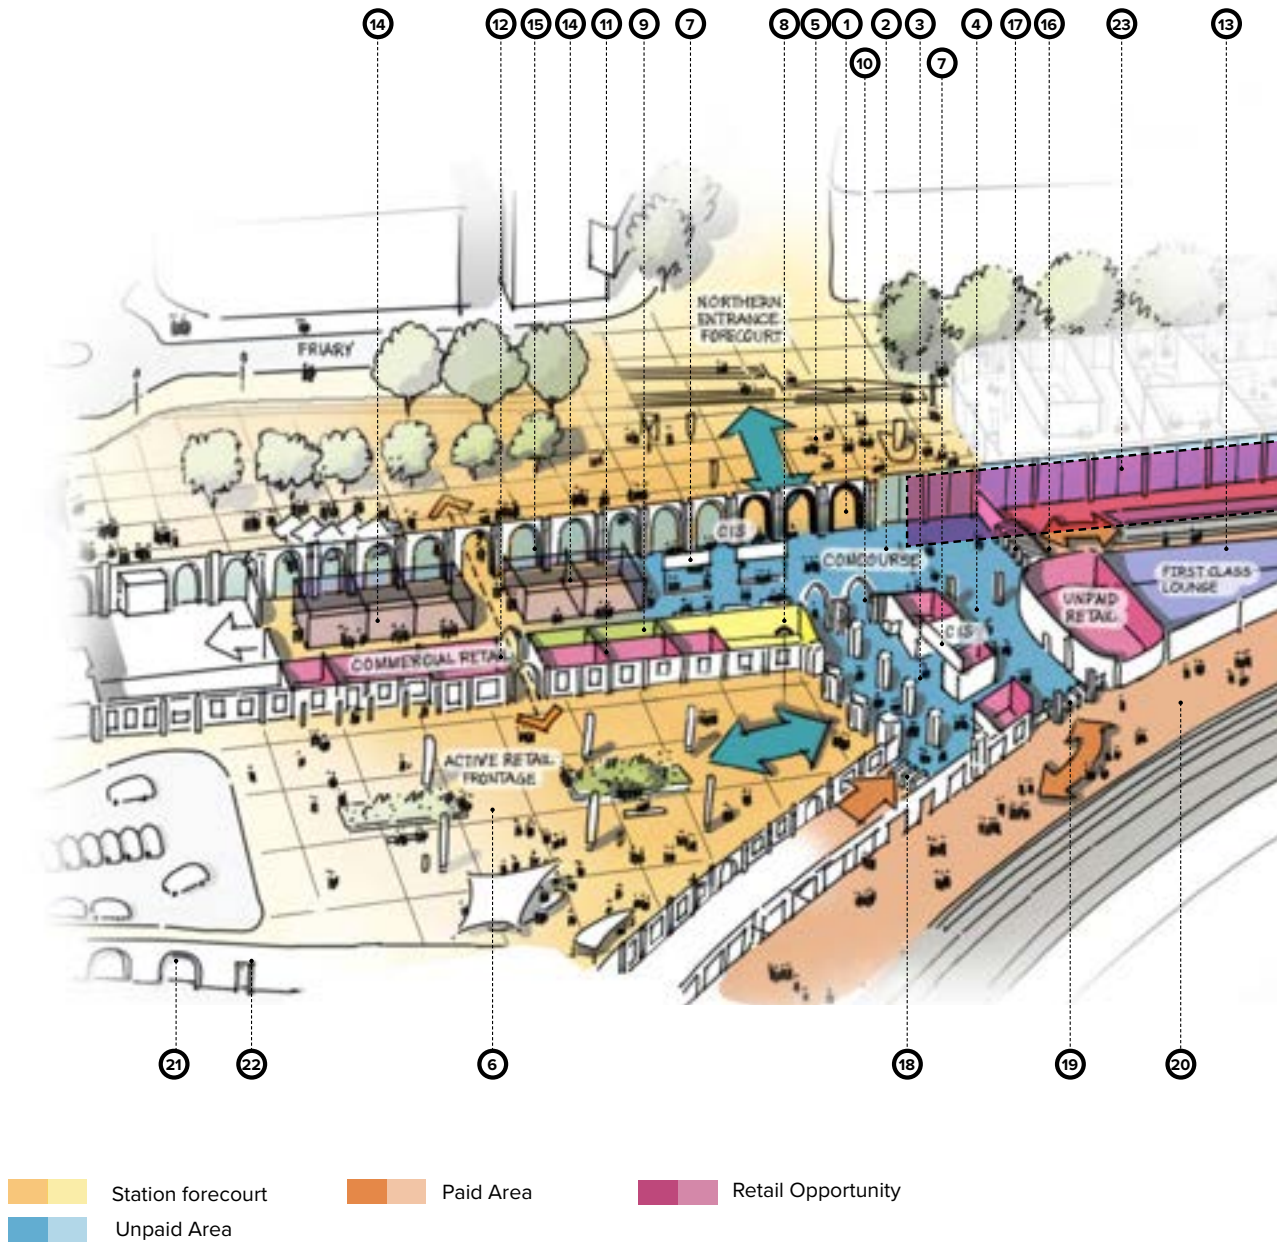 14 12 15 14 11 9 7 8 5 1 2 3 4 17 16 23 13
10 7
NORTHERN
ENTRANCE
FORECOURT
FRIARY
CIS
CONCOURSE
FIRST CLASS
LOUNGE
UNPAID
RETAIL
CIS
COMMERCIAL RETA
ACTIVE RETAIL
FRONTAGE
21 22 6 18 19 20
Station forecourt
Paid Area
Retail Opportunity
Unpaid Area